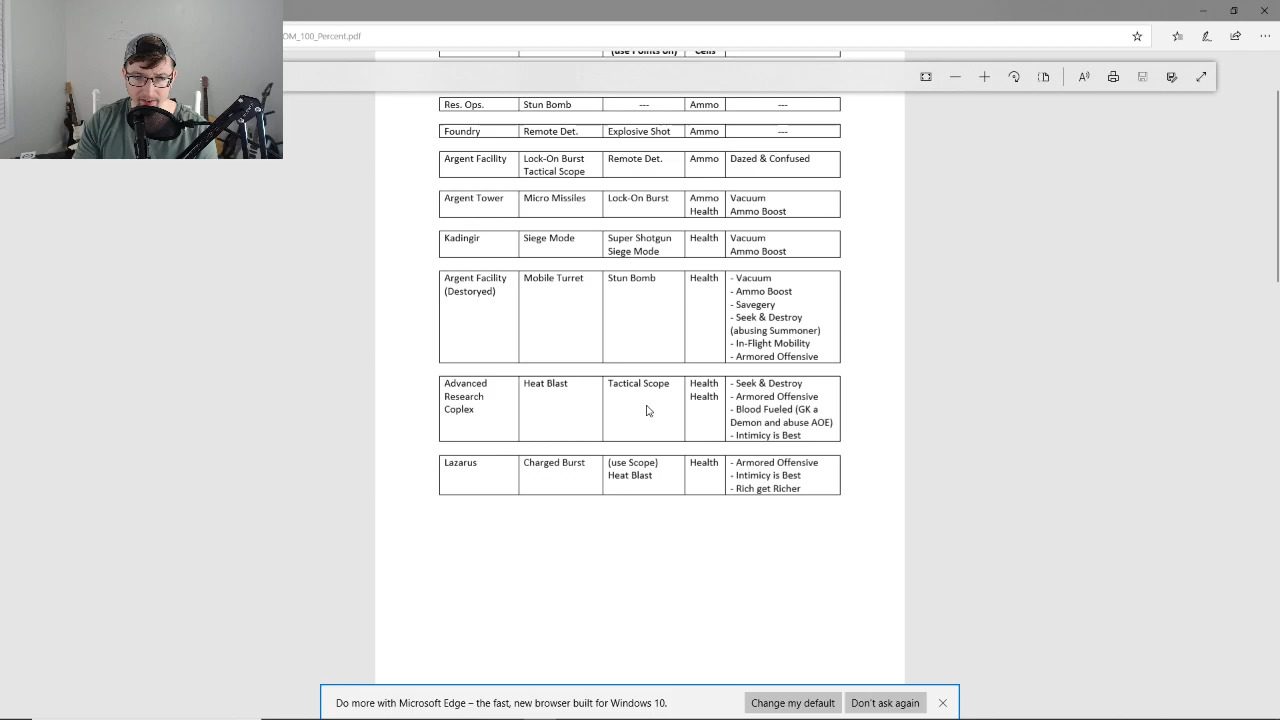 OM_100_Percent.pdf
(use Points on) Cells
Res. Ops. Stun Bomb --- Ammo ---
Foundry Remote Det. Explosive Shot Ammo ---
Argent Facility Lock-On Burst Remote Det. Ammo Dazed & Confused
Tactical Scope
Argent Tower Micro Missiles Lock-On Burst Ammo Vacuum
Health Ammo Boost
Kadingir Siege Mode Super Shotgun Health Vacuum
Siege Mode Ammo Boost
Argent Facility Mobile Turret Stun Bomb Health - Vacuum
(Destoryed) - Ammo Boost
- Savegery
- Seek & Destroy
(abusing Summoner)
- In-Flight Mobility
- Armored Offensive
Advanced Heat Blast Tactical Scope Health - Seek & Destroy
Research Health - Armored Offensive
Coplex - Blood Fueled (GK a
Demon and abuse AOE)
- Intimicy is Best
Lazarus Charged Burst (use Scope) Health - Armored Offensive
Heat Blast - Intimicy is Best
- Rich get Richer
Do more with Microsoft Edge – the fast, new browser built for Windows 10. Change my default Don't ask again